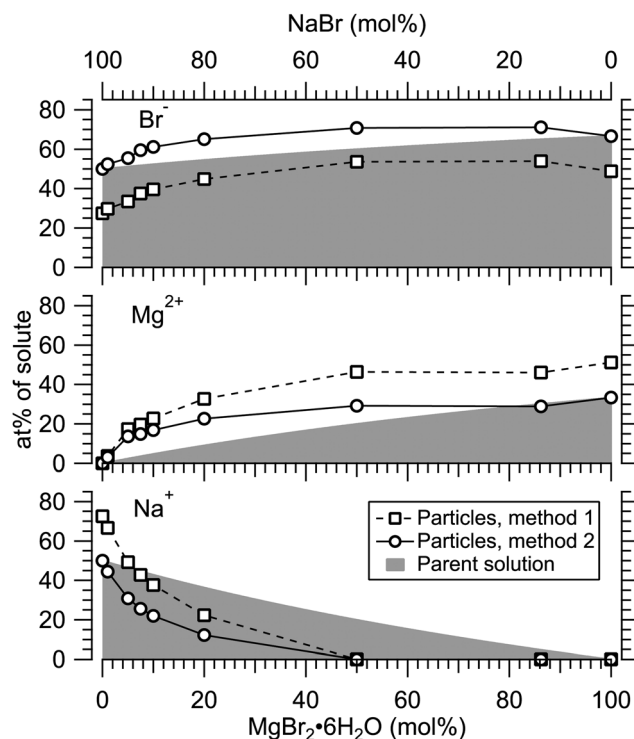 NaBr (mol%)
100 80 60 40 20 0
Br-
80
60
40
20
0
Mg2+
80
60
40
20
0
at% of solute
Na+
80
60
40
20
0
Particles, method 1
Particles, method 2
Parent solution
0 20 40 60 80 100
MgBr2•6H2O (mol%)